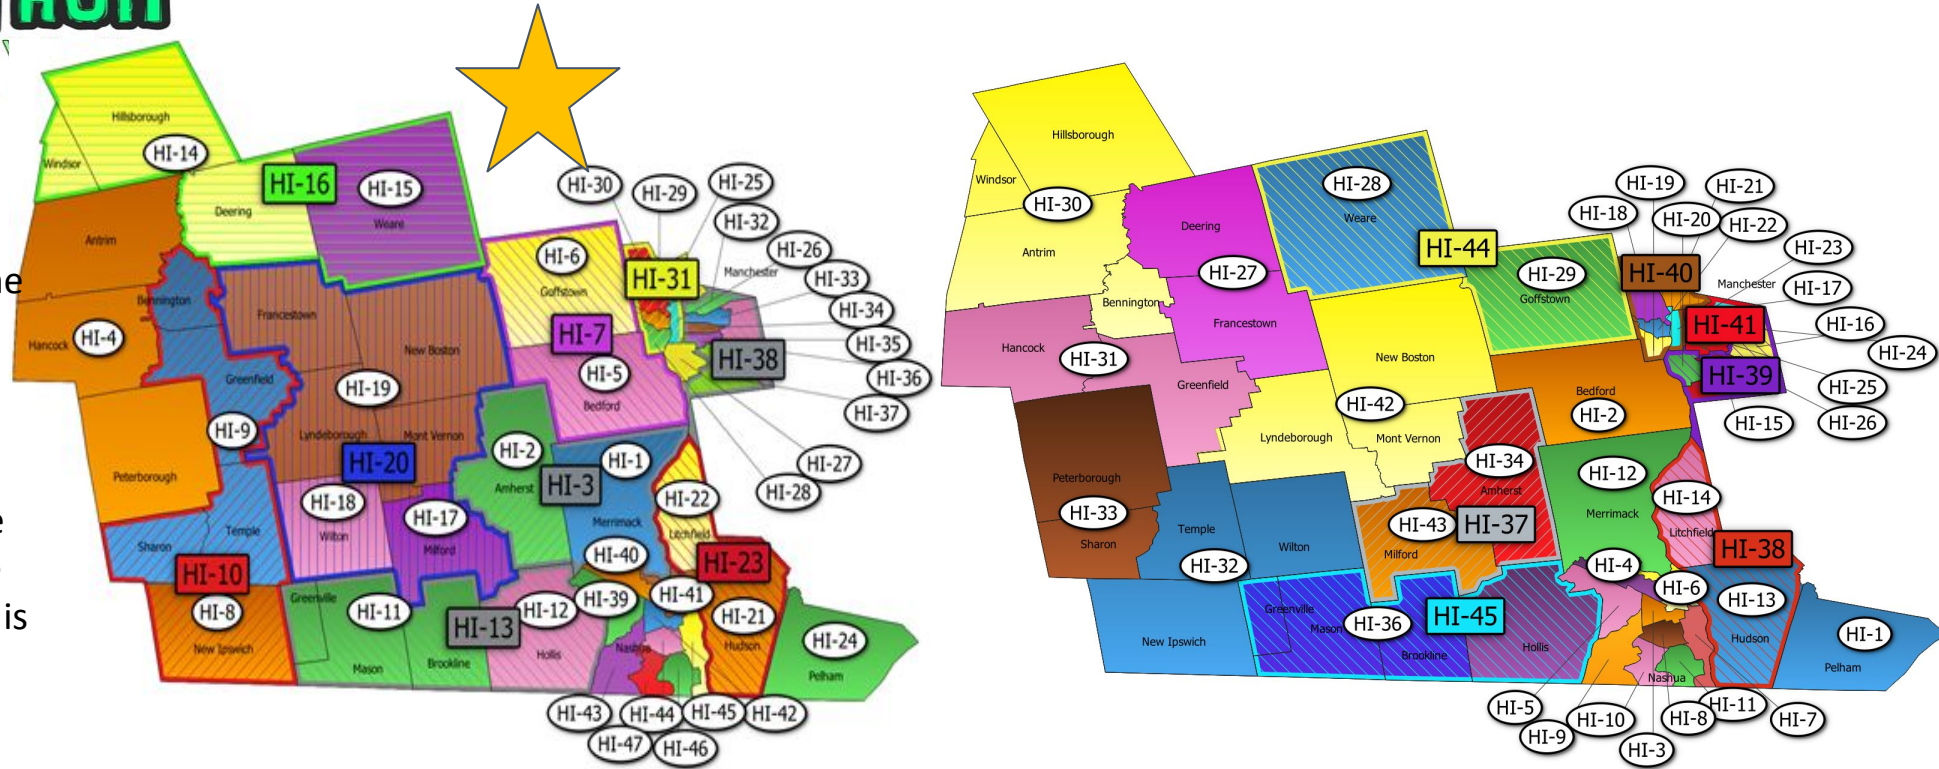 Hillsborough
Windsor
HI-14
HI-16
HI-15
Deering
Weare
Antrim
Bennington
HI-4
Hancock
Francestown
New Boston
Greenfield
HI-19
HI-9
Lyndeborough
Mont Vernon
HI-20
Peterborough
HI-18
HI-17
Wilton
Milford
Sharon
Temple
HI-10
HI-8
New Ipswich
Greenville
HI-11
Mason
HI-13
Brookline
HI-12
Hollis
HI-6
Goffstown
HI-7
HI-5
Bedford
HI-2
Amherst
HI-3
HI-1
Merrimack
HI-22
Litchfield
HI-23
HI-40
HI-39
HI-41
HI-21
Hudson
HI-24
Pelham
Nashua
HI-43
HI-44
HI-45
HI-42
HI-47
HI-46
HI-30
HI-29
HI-25
HI-32
HI-26
Manchester
HI-33
HI-31
HI-34
HI-35
HI-38
HI-36
HI-37
HI-27
HI-28
is
Hillsborough
Windsor
HI-30
Antrim
Bennington
Deering
HI-27
Francestown
HI-28
Weare
HI-44
HI-29
Goffstown
Hancock
HI-31
Greenfield
New Boston
HI-42
Lyndeborough
Mont Vernon
Bedford
HI-2
Peterborough
HI-33
Sharon
Temple
HI-32
Wilton
New Ipswich
HI-34
Amherst
HI-43
HI-37
Milford
HI-12
Merrimack
HI-14
Litchfield
HI-38
Greenville
Mason
HI-36
HI-45
Brookline
Hollis
HI-4
HI-6
HI-13
Hudson
HI-1
Pelham
Nashua
HI-5
HI-9
HI-10
HI-3
HI-8
HI-11
HI-7
HI-19
HI-21
HI-18
HI-20
HI-22
HI-23
HI-40
Manchester
HI-17
HI-41
HI-16
HI-24
HI-39
HI-25
HI-15
HI-26